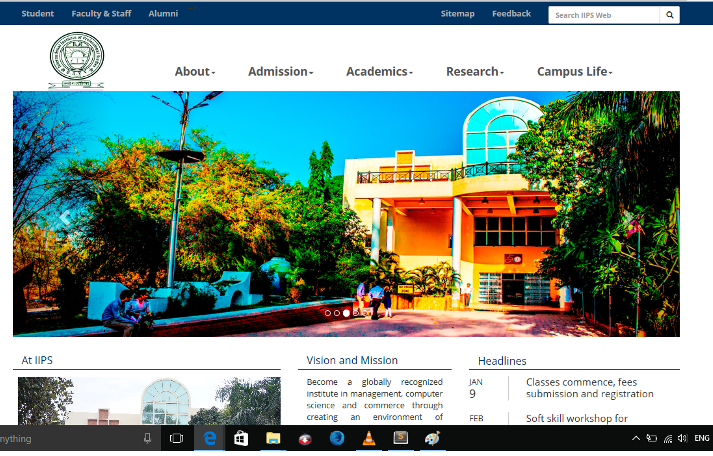 Student Faculty & Staff Alumni Sitemap Feedback Search IIPS Web
About Admission Academics Research Campus Life
At IIPS
Vision and Mission
Become a globally recognized
institute in management, computer
science and commerce through
creating an environment of
Headlines
JAN
9
Classes commence, fees
submission and registration
FEB
Soft skill workshop for
nything
ENG